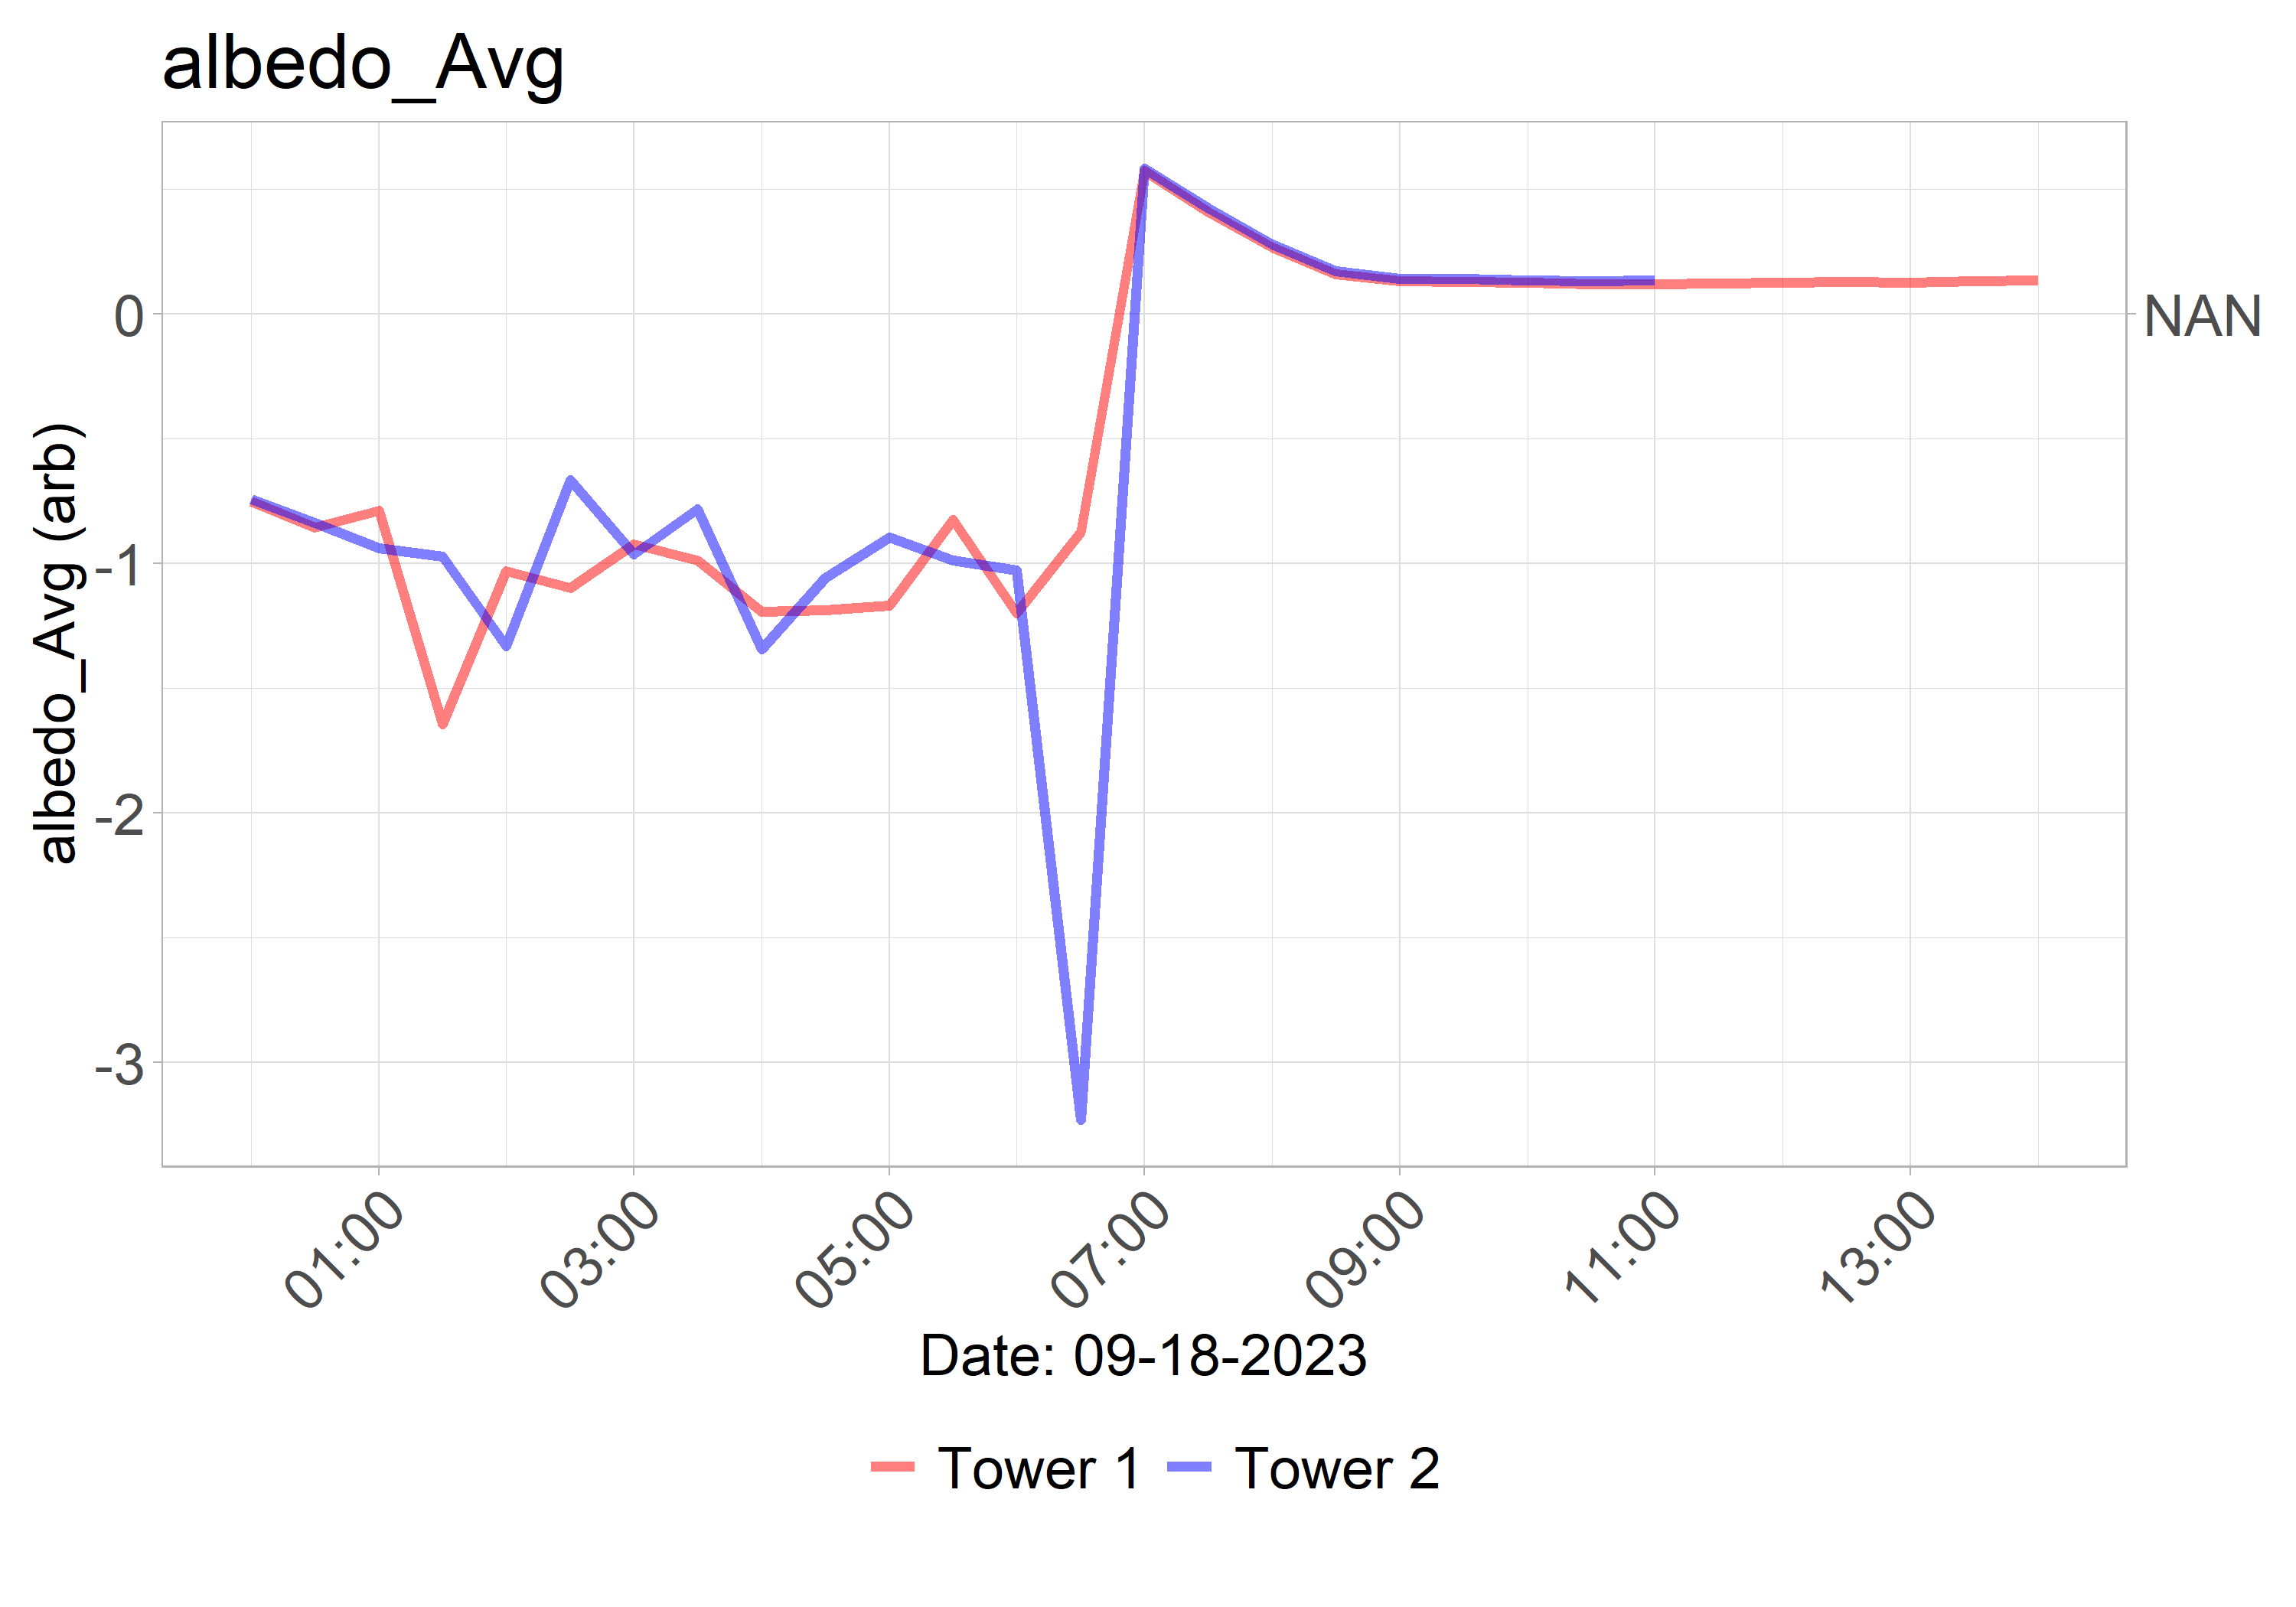 albedo_Avg
albedo_Avg (arb)
0
-1
-2
-3
NAN
01:00
03:00
05:00
07:00
09:00
11:00
13:00
Date: 09-18-2023
Tower 1
Tower 2